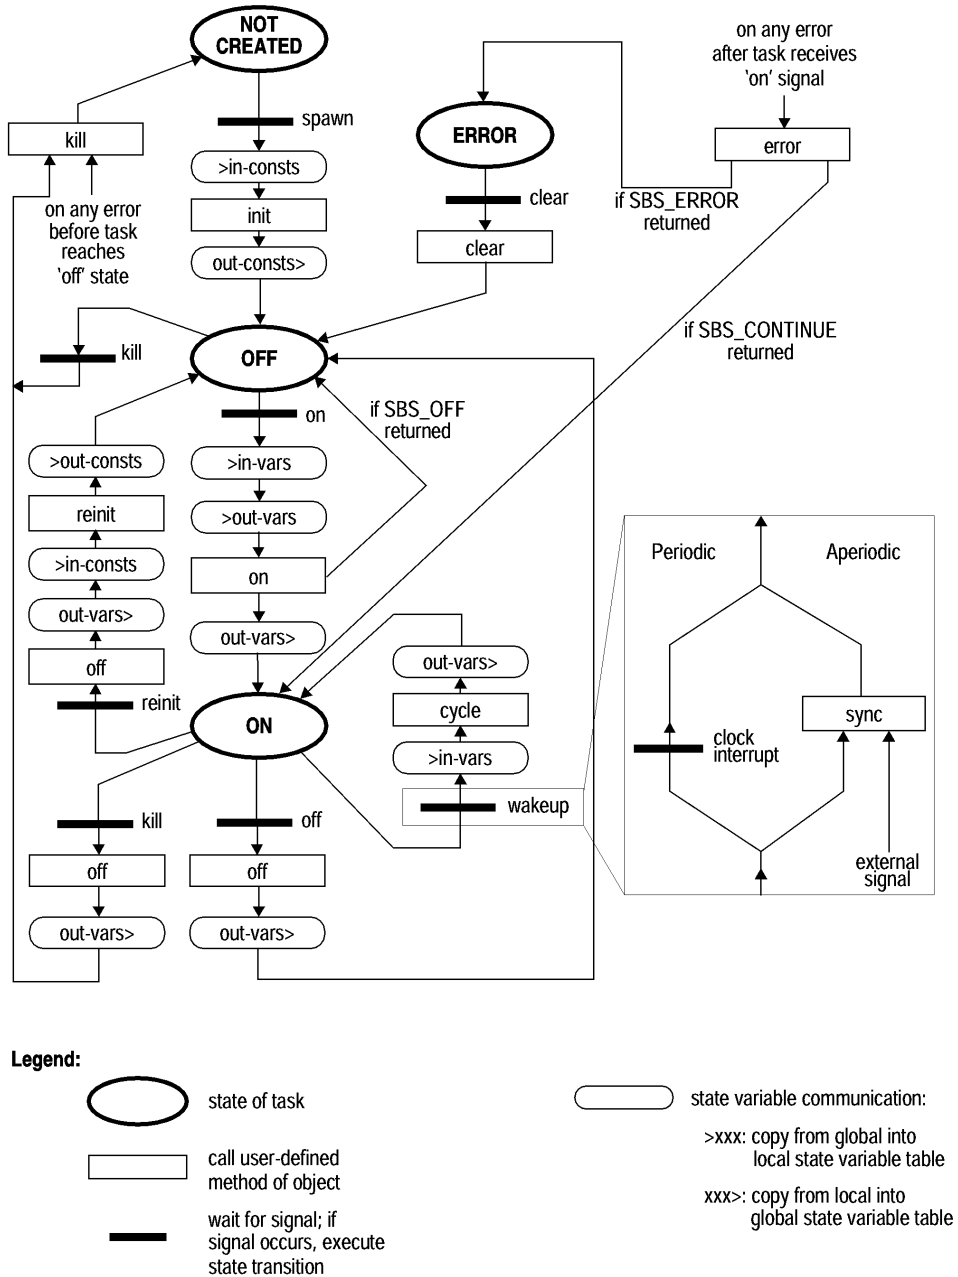 NOT
CREATED
on any error
after task receives
'on' signal
spawn
kill
ERROR
error
>in-consts
clear
if SBS_ERROR
returned
on any error
before task
reaches
'off' state
init
clear
out-consts>
if SBS_CONTINUE
returned
kill
OFF
on
if SBS_OFF
returned
>out-consts
>in-vars
reinit
>out-vars
>in-consts
on
out-vars>
out-vars>
off
reinit
ON
out-vars>
cycle
>in-vars
wakeup
Periodic
Aperiodic
sync
clock
interrupt
external
signal
kill
off
off
off
out-vars>
out-vars>
Legend:
state of task
call user-defined
method of object
wait for signal; if
signal occurs, execute
state transition
state variable communication:
>xxx: copy from global into
local state variable table
xxx>: copy from local into
global state variable table